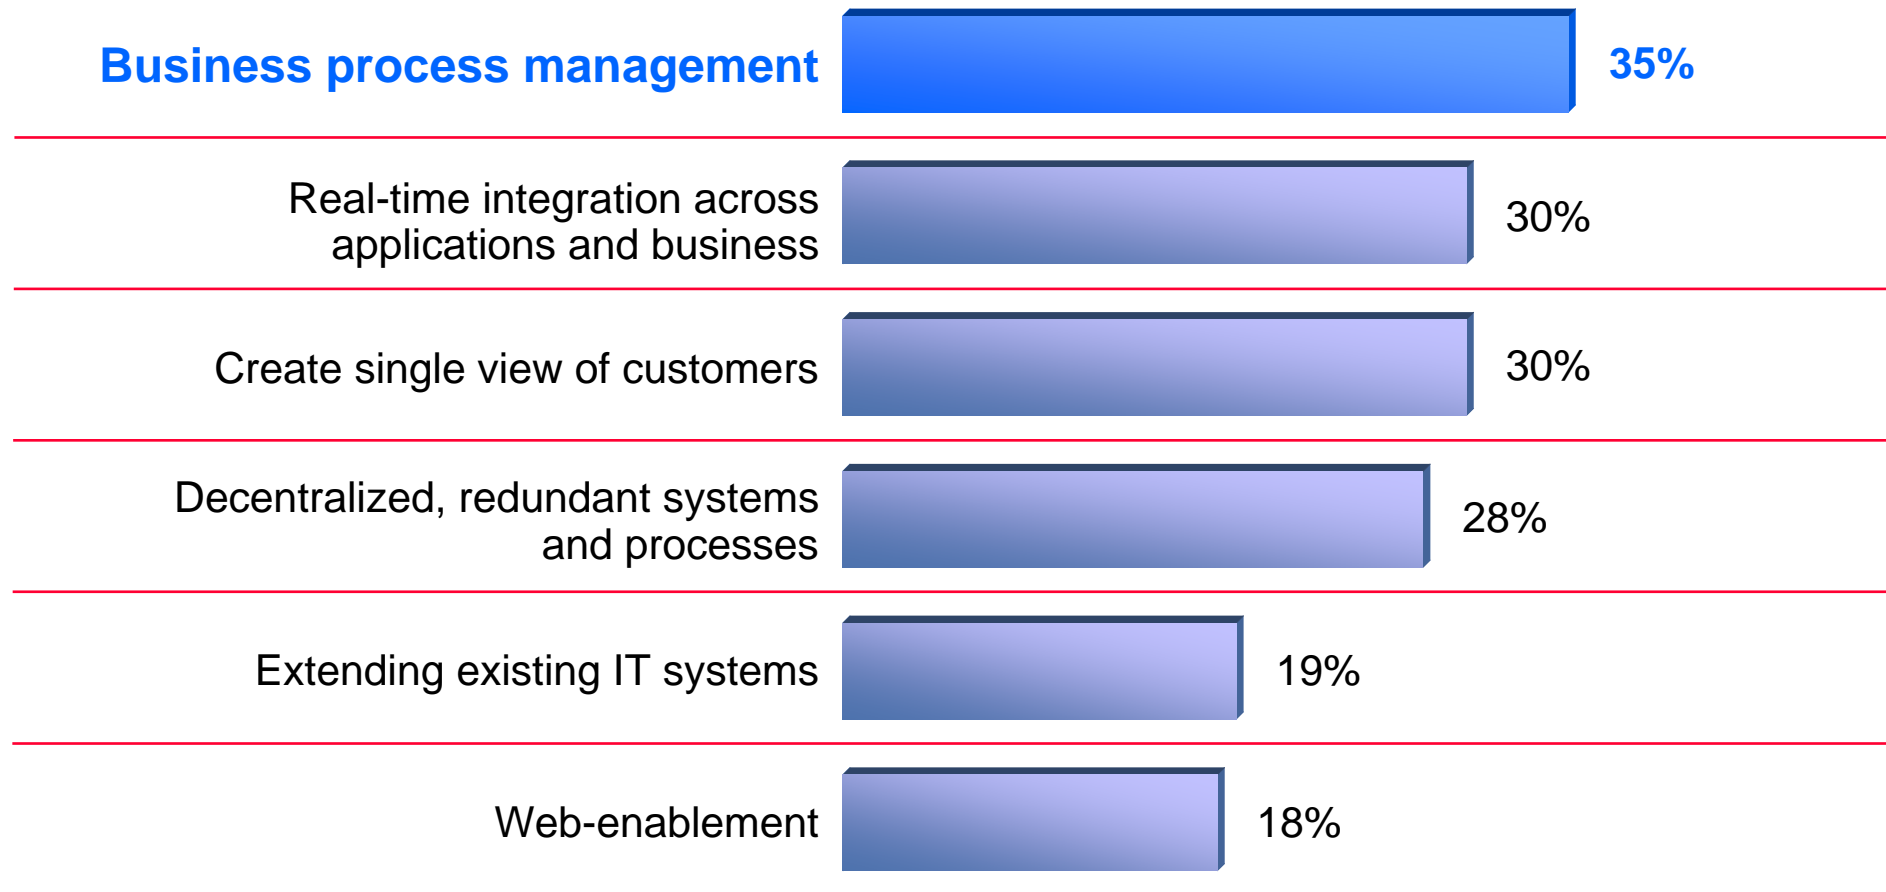 Business process management 35%
Real-time integration across
applications and business 30%
Create single view of customers 30%
Decentralized, redundant systems
and processes 28%
Extending existing IT systems 19%
Web-enablement 18%